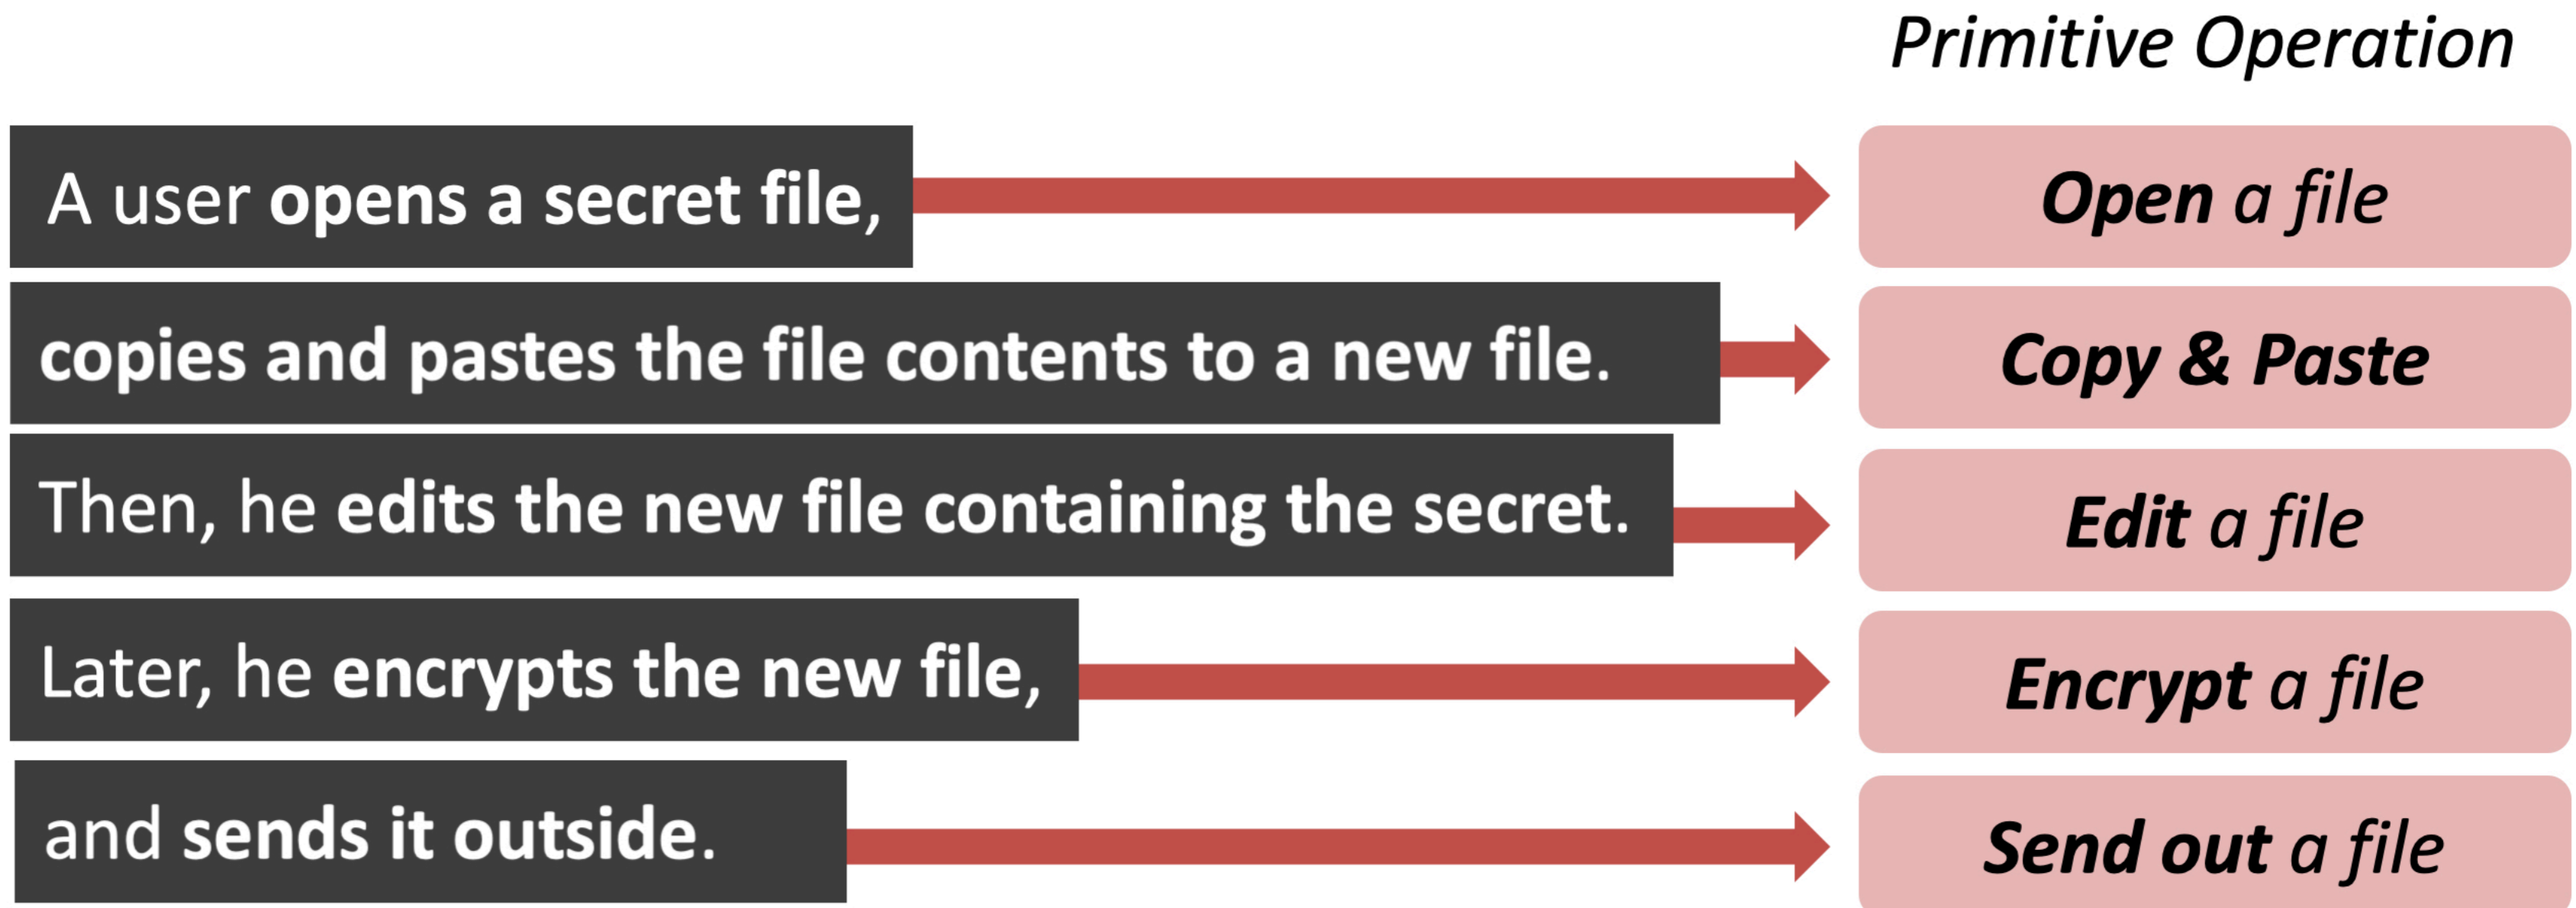 Primitive Operation
A user opens a secret file,
Open a file
copies and pastes the file contents to a new file.
Copy & Paste
Then, he edits the new file containing the secret.
Edit a file
Later, he encrypts the new file,
Encrypt a file
and sends it outside.
Send out a file